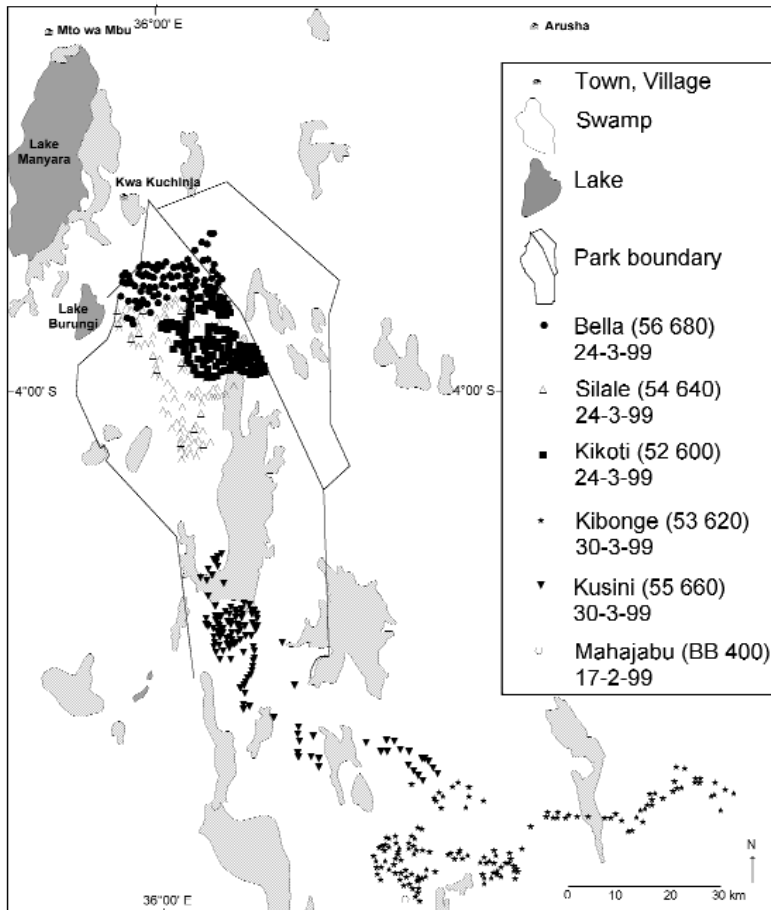 36°00' E
Mto wa Mbu
Arusha
Lake
Manyara
Kwa Kuchinja
Lake
Burungi
4°00' S
4°00' S
Town, Village
Swamp
Lake
Park boundary
Bella (56 680)
24-3-99
Silale (54 640)
24-3-99
Kikoti (52 600)
24-3-99
Kibonge (53 620)
30-3-99
Kusini (55 660)
30-3-99
Mahajabu (BB 400)
17-2-99
N
36°00' E
0 10 20 30 km